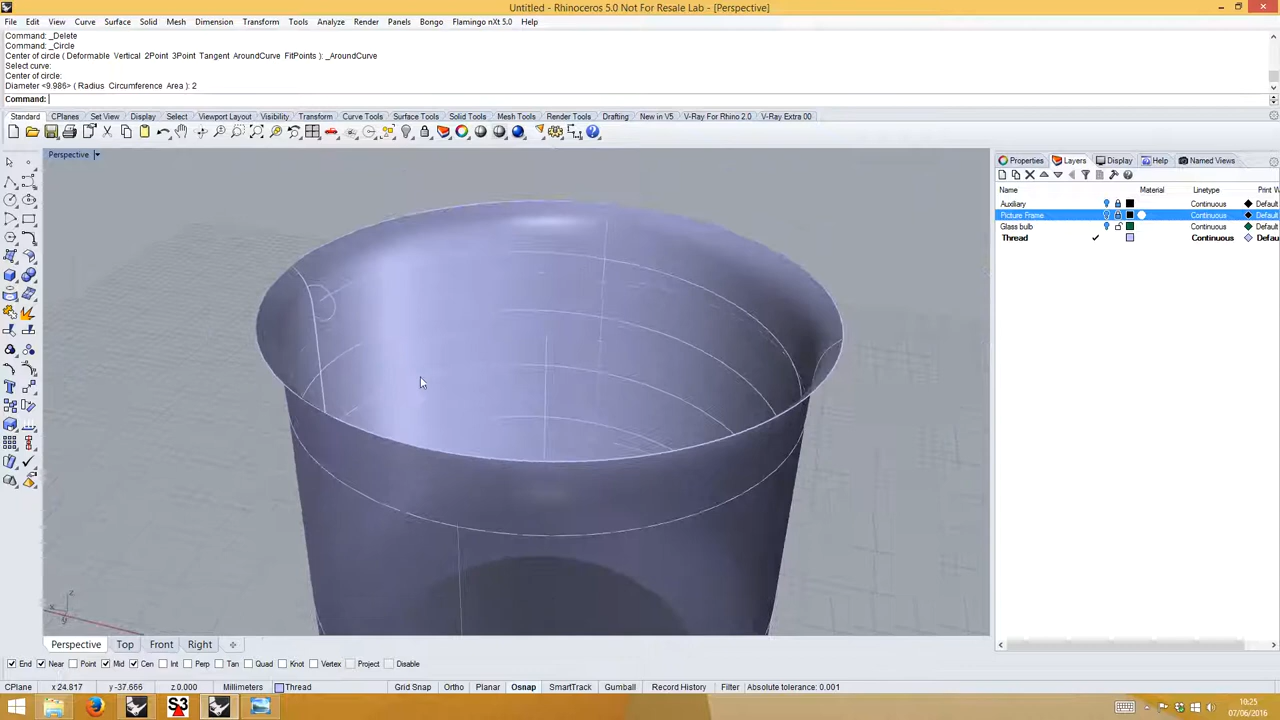 Untitled - Rhinoceros 5.0 Not For Resale Lab - [Perspective]
File Edit View Curve Surface Solid Mesh Dimension Transform Tools Analyze Render Panels Bongo Flamingo nXt 5.0 Help
Command: _Delete
Command: _Circle
Center of circle ( Deformable Vertical 2Point 3Point Tangent AroundCurve FitPoints ): _AroundCurve
Select curve:
Center of circle:
Diameter <9.986> ( Radius Circumference Area ): 2
Command:
Standard CPlanes Set View Display Select Viewport Layout Visibility Transform Curve Tools Surface Tools Solid Tools Mesh Tools Render Tools Drafting New in V5 V-Ray For Rhino 2.0 V-Ray Extra 00
Perspective
Properties Layers Display Help Named Views
Name Material Linetype Print W
Auxiliary Continuous Default
Picture Frame Continuous Default
Glass bulb Continuous Default
Thread Continuous Defau
z
x
y
Perspective Top Front Right
End Near Point Mid Cen Int Perp Tan Quad Knot Vertex Project Disable
CPlane x 24.817 y -37.666 z 0.000 Millimeters Thread Grid Snap Ortho Planar Osnap SmartTrack Gumball Record History Filter Absolute tolerance: 0.001
S3
10:25
07/06/2016